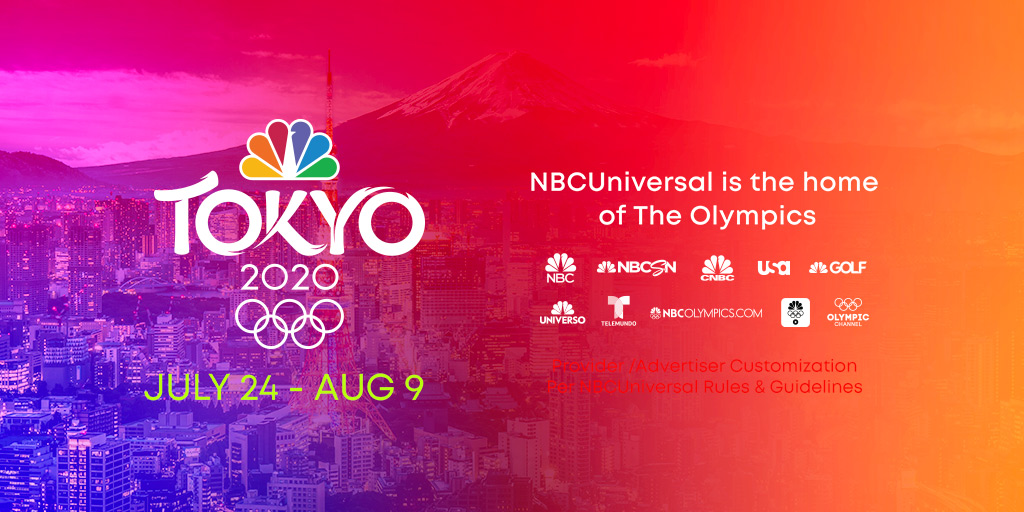 TOKYO
2020
JULY 24 - AUG 9
NBCUniversal is the home
of The Olympics
NBC NBCSN CNBC USA GOLF
UNIVERSO TELEMUNDO NBCOLYMPICS.COM OLYMPIC CHANNEL
Provider /Advertiser Customization
Per NBCUniversal Rules & Guidelines